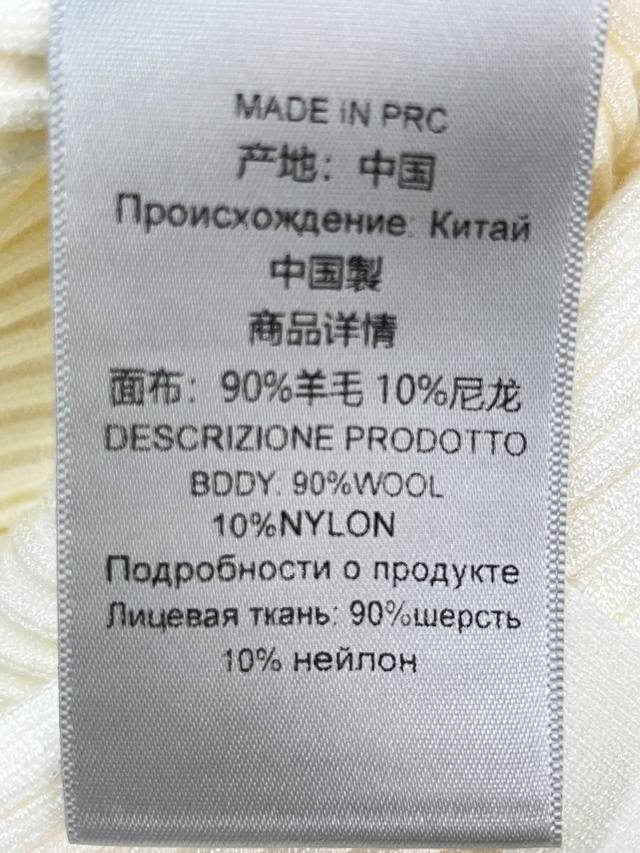 MADE IN PRC
产地：中国
Происхождение: Китай
中国製
商品详情
面布：90%羊毛 10%尼龙
DESCRIZIONE PRODOTTO
BDDY. 90%WOOL
10%NYLON
Подробности о продукте
Лицевая ткань: 90%шерсть
10% нейлон